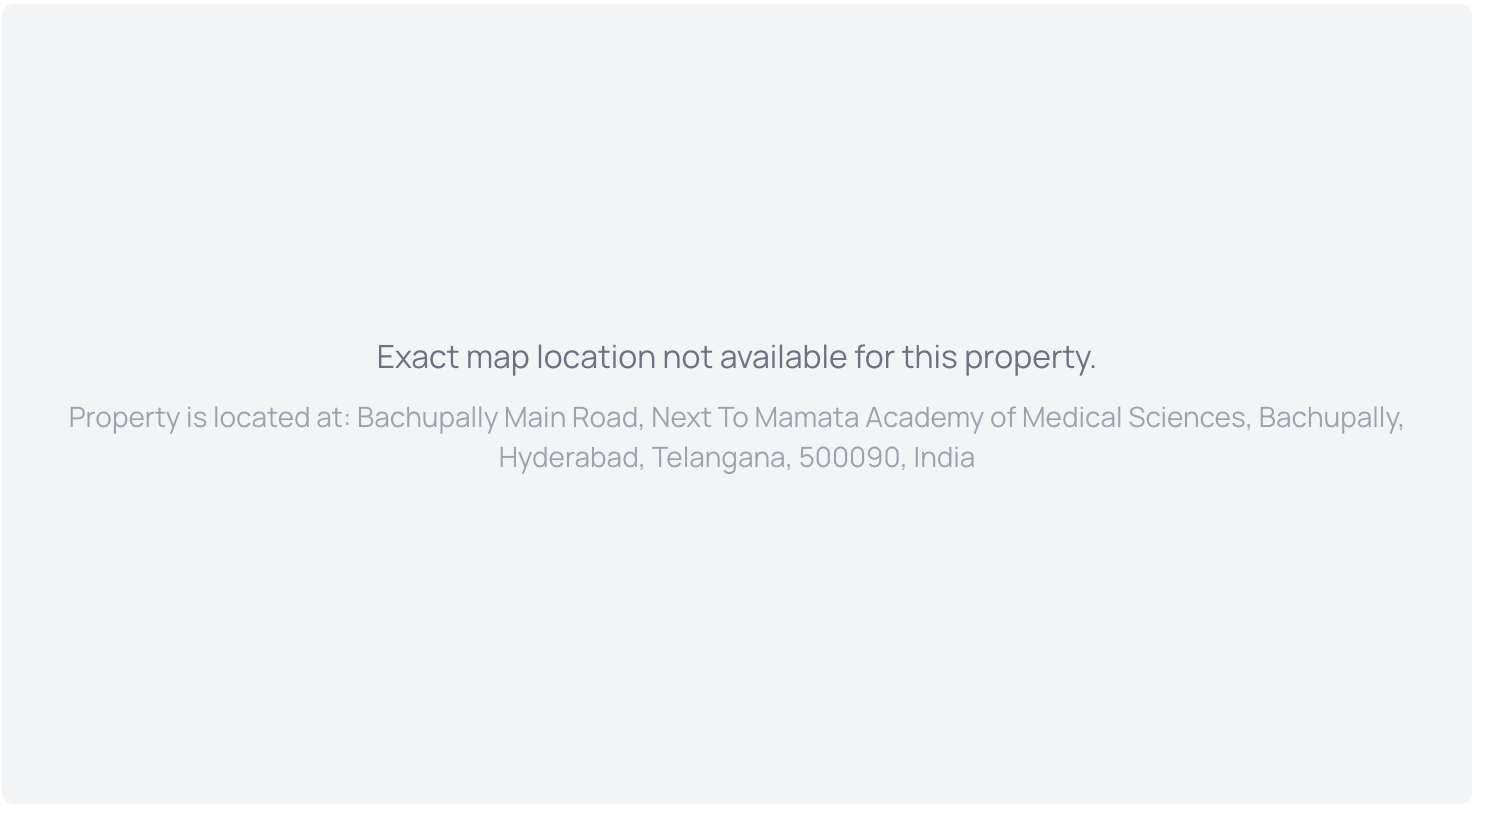 Exact map location not available for this property.
Property is located at: Bachupally Main Road, Next To Mamata Academy of Medical Sciences, Bachupally,
Hyderabad, Telangana, 500090, India